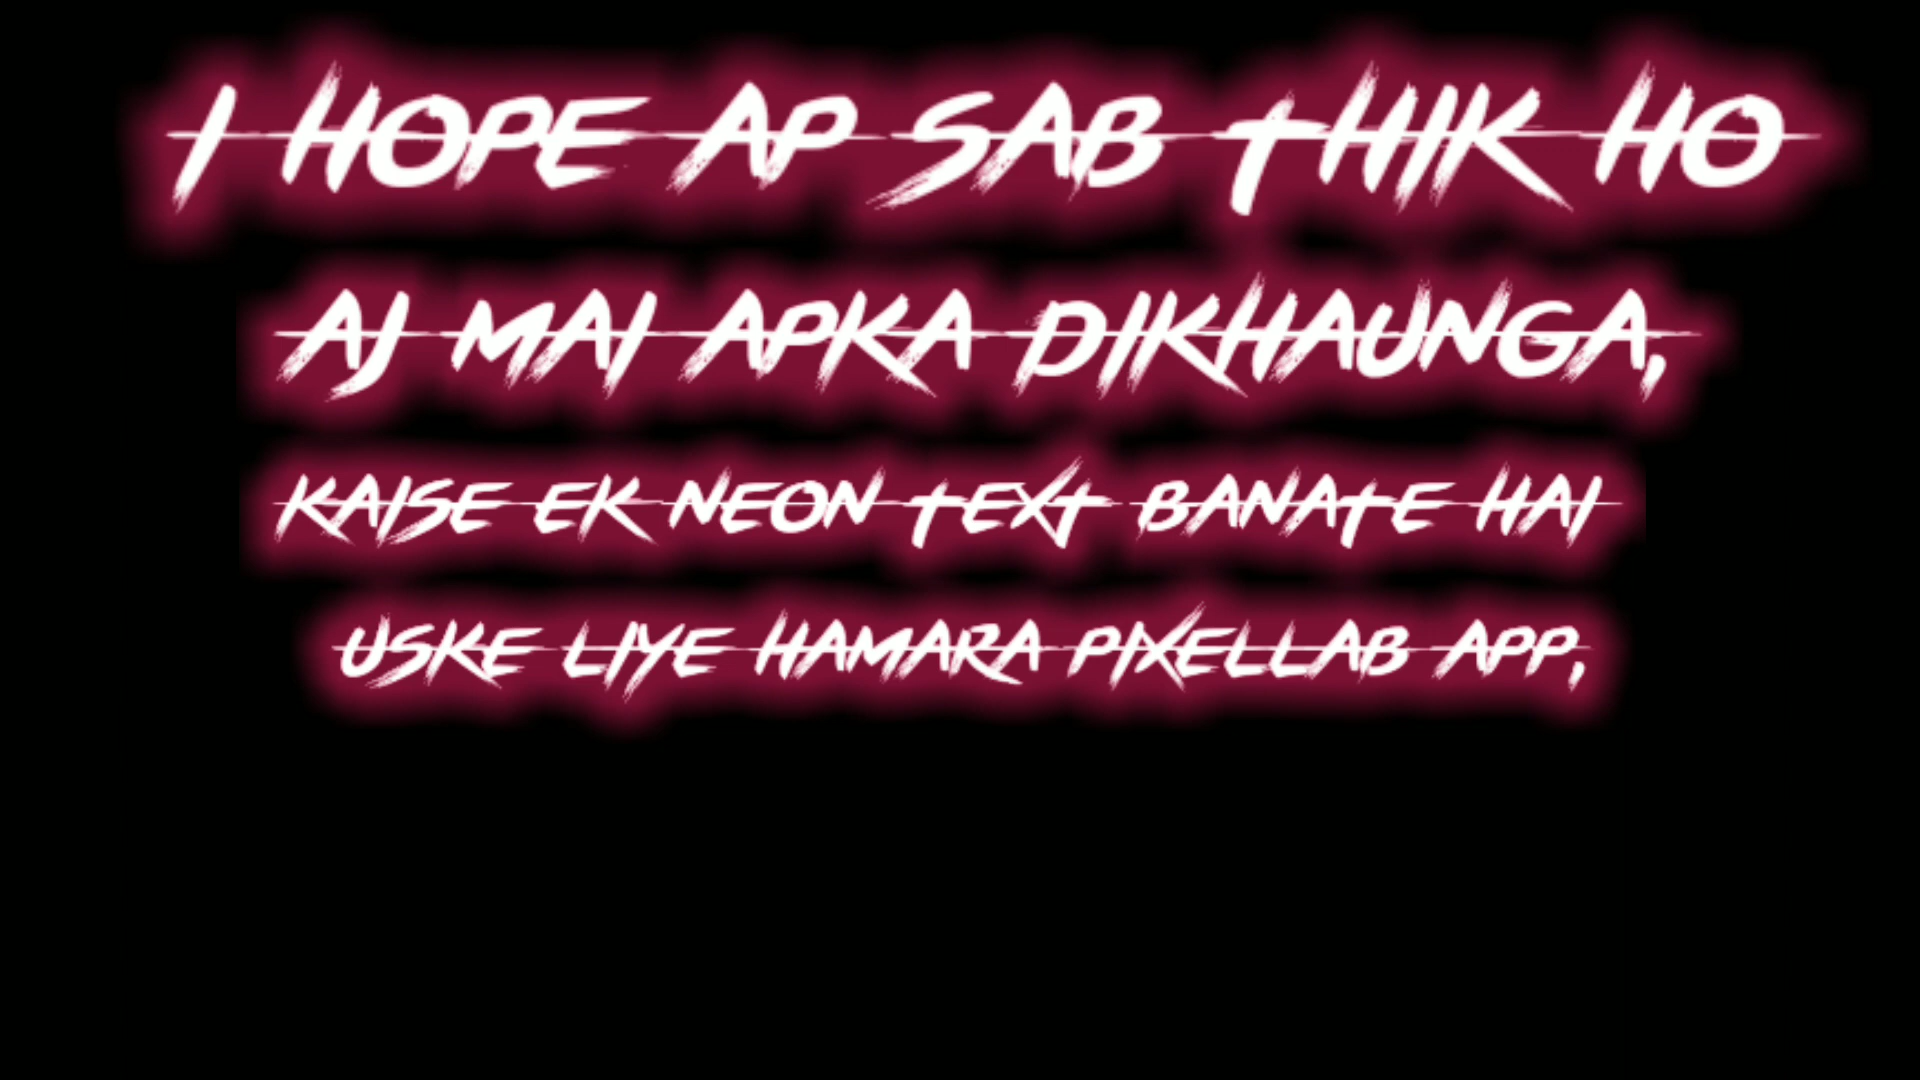 I HOPE AP SAB THIK HO
AJ MAI APKA DIKHAUNGA,
KAISE EK NEON TEXT BANATE HAI
USKE LIYE HAMARA PIXELLAB APP,